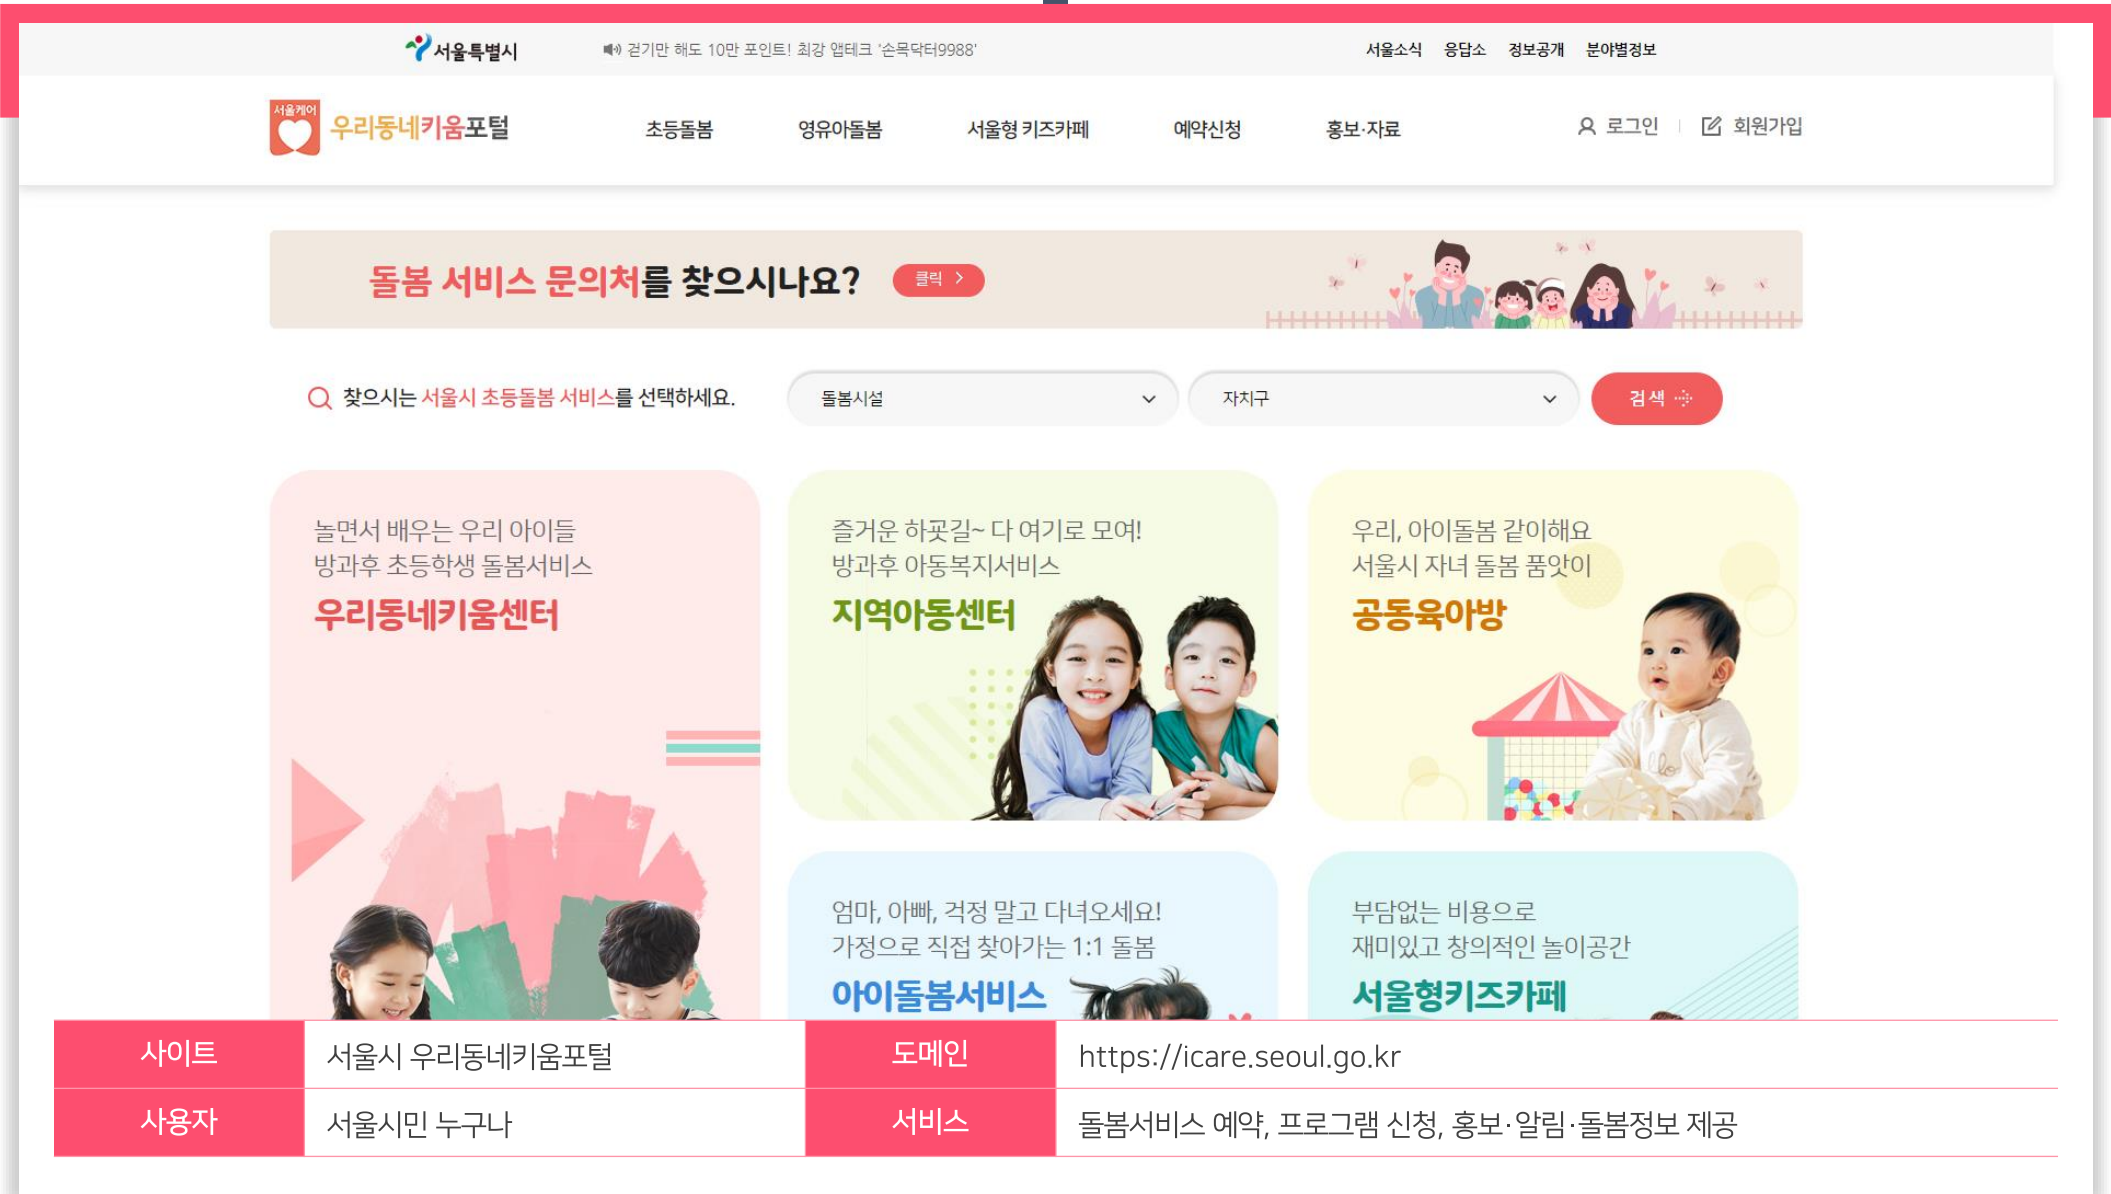 서울특별시
걷기만 해도 10만 포인트! 최강 앱테크 '손목닥터9988'
서울소식 응답소 정보공개 분야별정보
서울케어
우리동네키움포털
초등돌봄 영유아돌봄 서울형 키즈카페 예약신청 홍보·자료
로그인 회원가입
돌봄 서비스 문의처를 찾으시나요?
클릭 >
찾으시는 서울시 초등돌봄 서비스를 선택하세요.
돌봄시설
자치구
검색
놀면서 배우는 우리 아이들
방과후 초등학생 돌봄서비스
우리동네키움센터
즐거운 하굣길~ 다 여기로 모여!
방과후 아동복지서비스
지역아동센터
우리, 아이돌봄 같이해요
서울시 자녀 돌봄 품앗이
공동육아방
엄마, 아빠, 걱정 말고 다녀오세요!
가정으로 직접 찾아가는 1:1 돌봄
아이돌봄서비스
부담없는 비용으로
재미있고 창의적인 놀이공간
서울형키즈카페
사이트 서울시 우리동네키움포털 도메인 https://icare.seoul.go.kr
사용자 서울시민 누구나 서비스 돌봄서비스 예약, 프로그램 신청, 홍보·알림·돌봄정보 제공